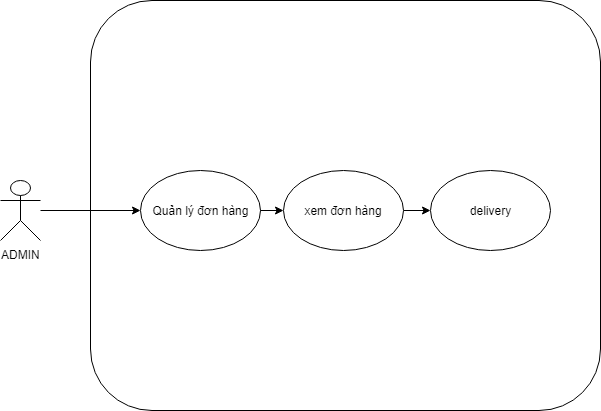 Quản lý đơn hàng
xem đơn hàng
delivery
ADMIN